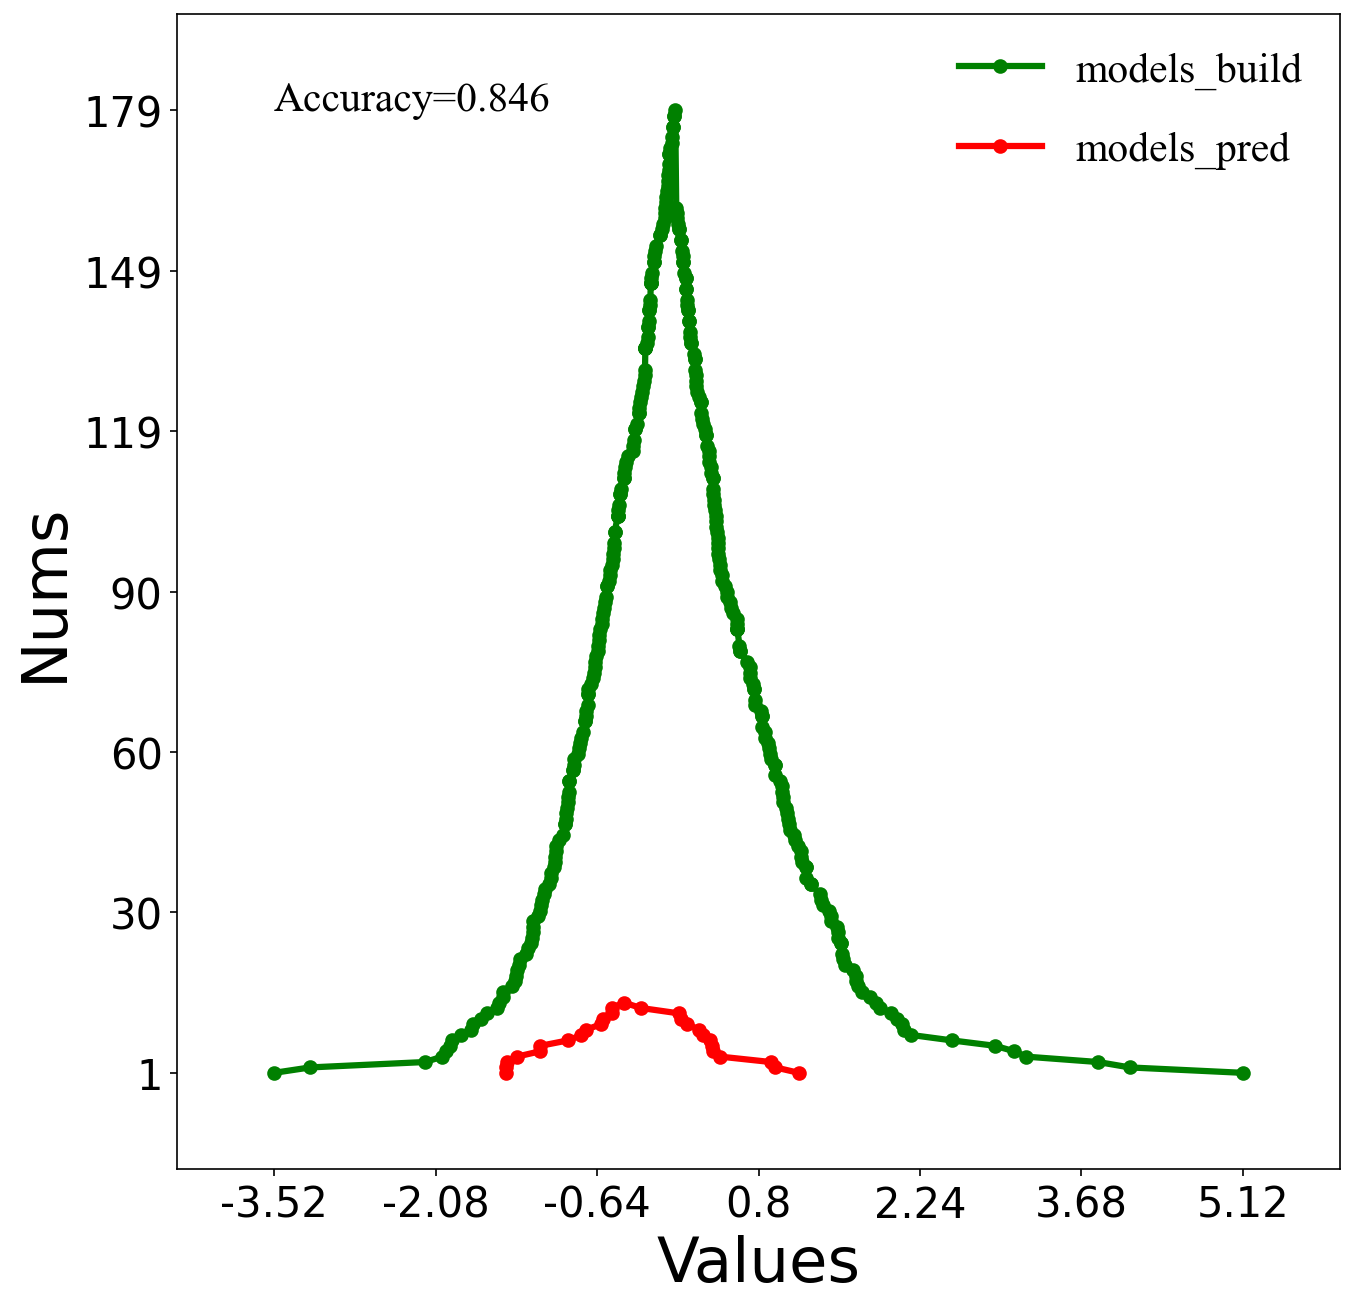 Accuracy=0.846
models_build
models_pred
179
149
119
90
60
30
1
Nums
-3.52 -2.08 -0.64 0.8 2.24 3.68 5.12
Values